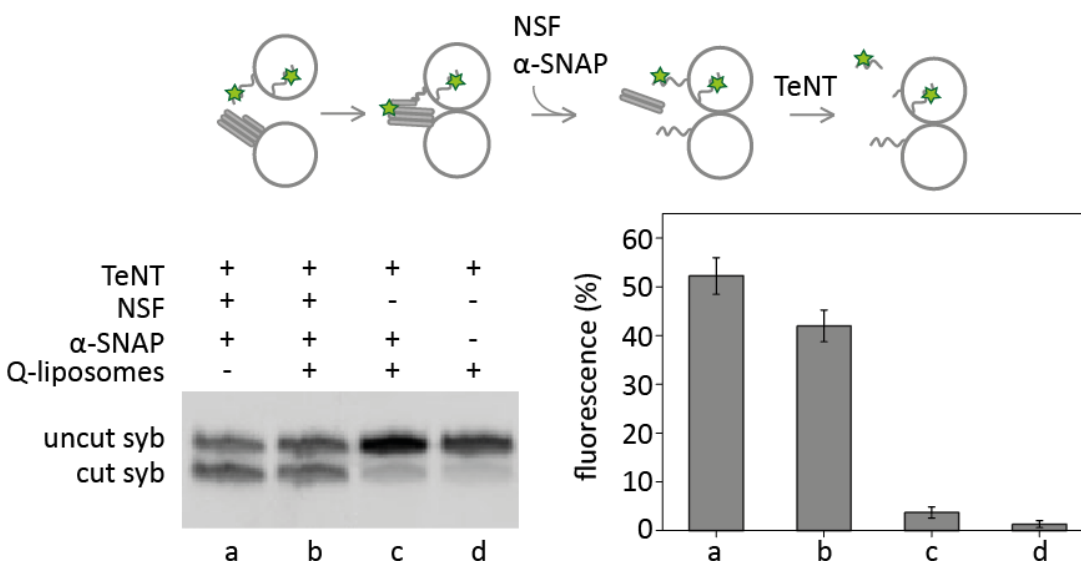 NSF
α-SNAP
TeNT
TeNT + + + +
NSF + + - -
α-SNAP + + + -
Q-liposomes - + + +
uncut syb
cut syb
a b c d
fluorescence (%)
60
50
40
30
20
10
0
a b c d